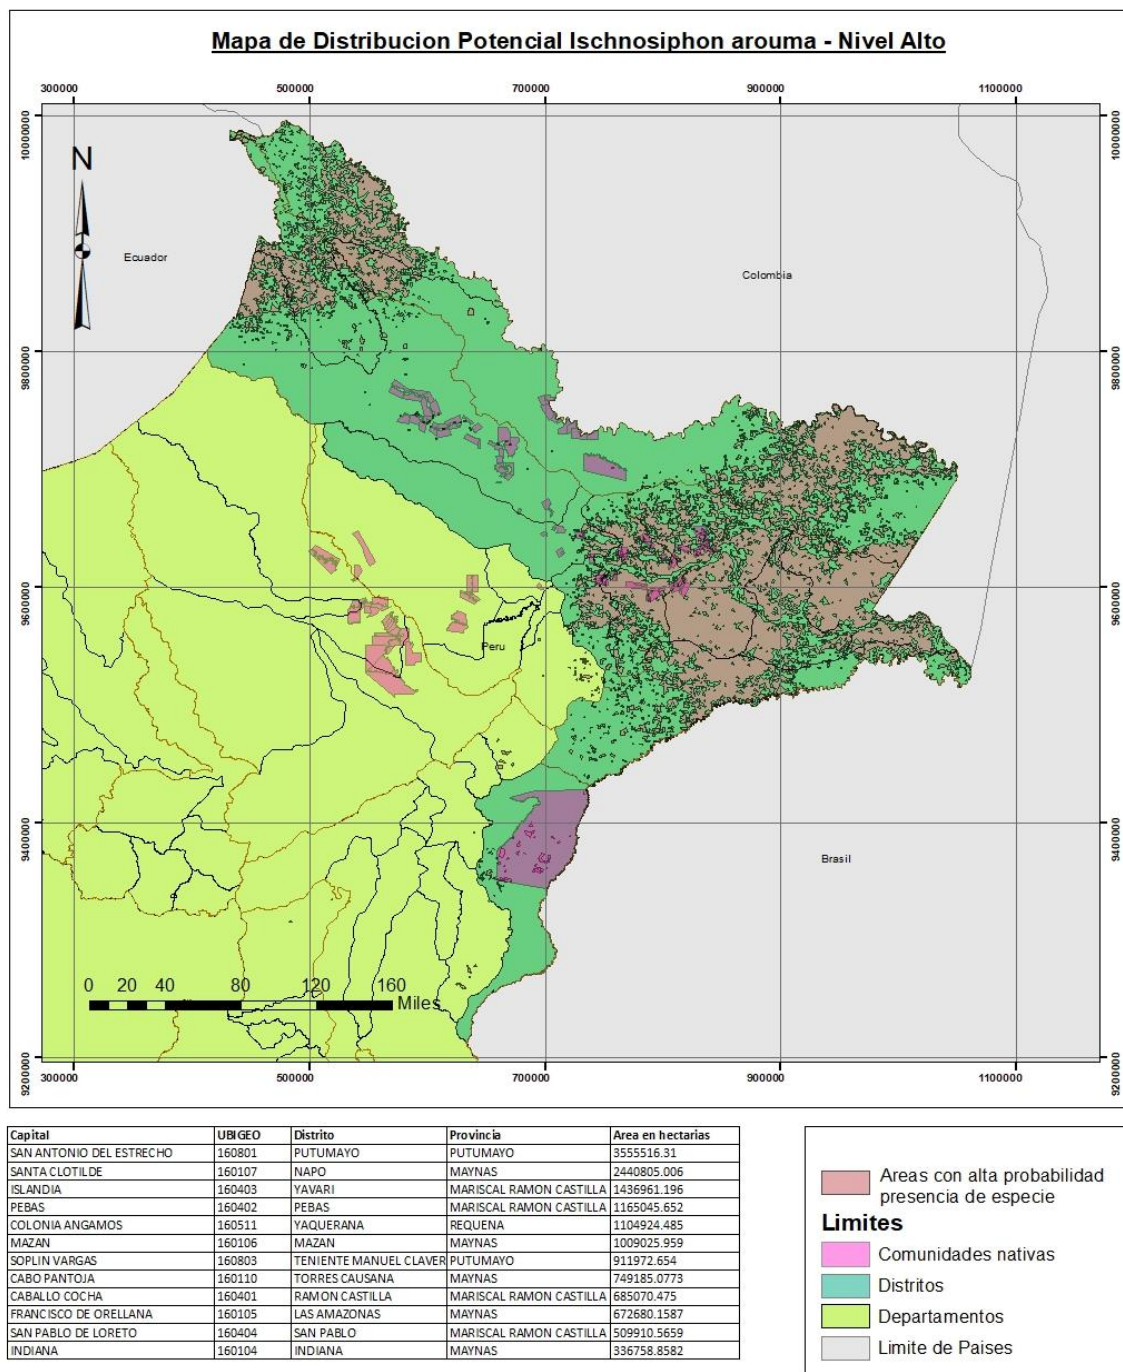 Mapa de Distribucion Potencial Ischnosiphon arouma - Nivel Alto
300000 500000 700000 900000 1100000
10000000 10000000
N
Ecuador
Colombia
9800000 9800000
9600000 9600000
Peru
9400000 9400000
Brasil
0 20 40 80 120 160
Miles
9200000 9200000
300000 500000 700000 900000 1100000
Capital UBIGEO Distrito Provincia Area en hectarias
SAN ANTONIO DEL ESTRECHO 160801 PUTUMAYO PUTUMAYO 3555516.31
SANTA CLOTILDE 160107 NAPO MAYNAS 2440805.006
ISLANDIA 160403 YAVARI MARISCAL RAMON CASTILLA 1436961.196
PEBAS 160402 PEBAS MARISCAL RAMON CASTILLA 1165045.652
COLONIA ANGAMOS 160511 YAQUERANA REQUENA 1104924.485
MAZAN 160106 MAZAN MAYNAS 1009025.959
SOPLIN VARGAS 160803 TENIENTE MANUEL CLAVER PUTUMAYO 911972.654
CABO PANTOJA 160110 TORRES CAUSANA MAYNAS 749185.0773
CABALLO COCHA 160401 RAMON CASTILLA MARISCAL RAMON CASTILLA 685070.475
FRANCISCO DE ORELLANA 160105 LAS AMAZONAS MAYNAS 672680.1587
SAN PABLO DE LORETO 160404 SAN PABLO MARISCAL RAMON CASTILLA 509910.5659
INDIANA 160104 INDIANA MAYNAS 336758.8582
Areas con alta probabilidad
presencia de especie
Limites
Comunidades nativas
Distritos
Departamentos
Limite de Paises